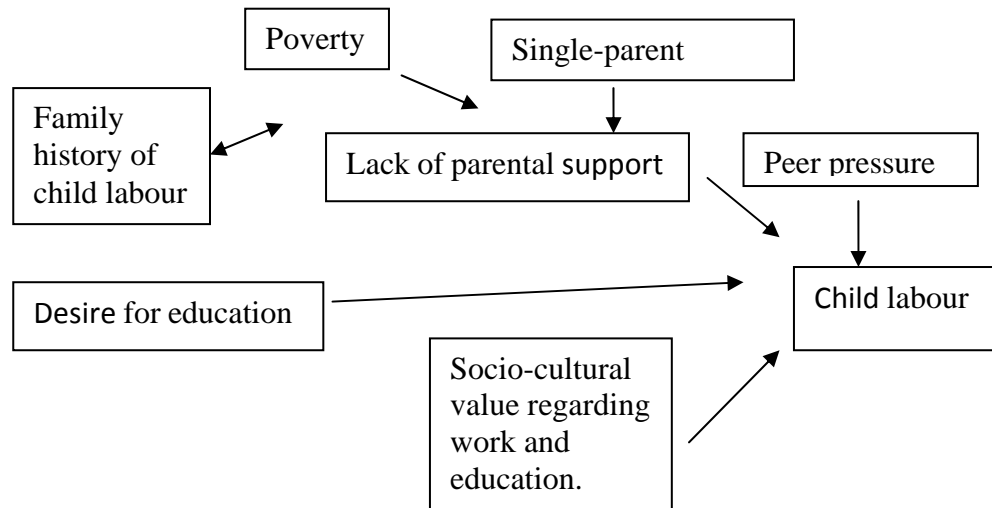 Poverty
Single-parent
Family
history of
child labour
Lack of parental support
Peer pressure
Desire for education
Child labour
Socio-cultural
value regarding
work and
education.